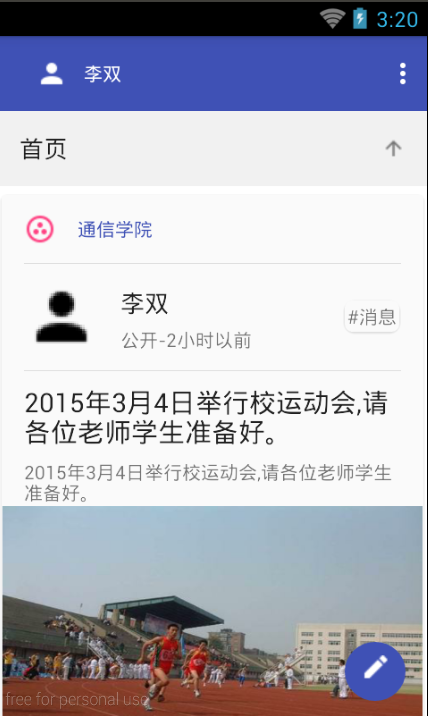 3:20
李双
首页
通信学院
李双
#消息
公开-2小时以前
2015年3月4日举行校运动会,请
各位老师学生准备好。
2015年3月4日举行校运动会,请各位老师学生
准备好。
free for personal use